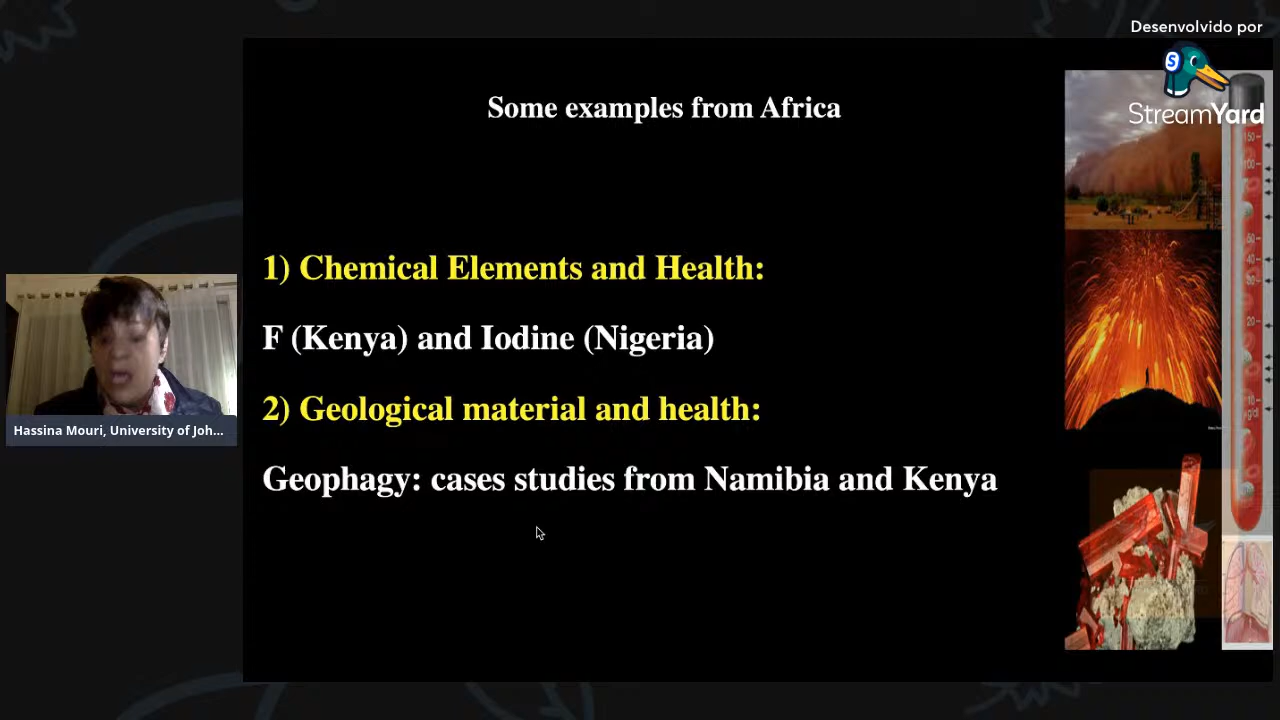 Desenvolvido por
StreamYard
Some examples from Africa
1) Chemical Elements and Health:
F (Kenya) and Iodine (Nigeria)
2) Geological material and health:
Geophagy: cases studies from Namibia and Kenya
Hassina Mouri, University of Joh...